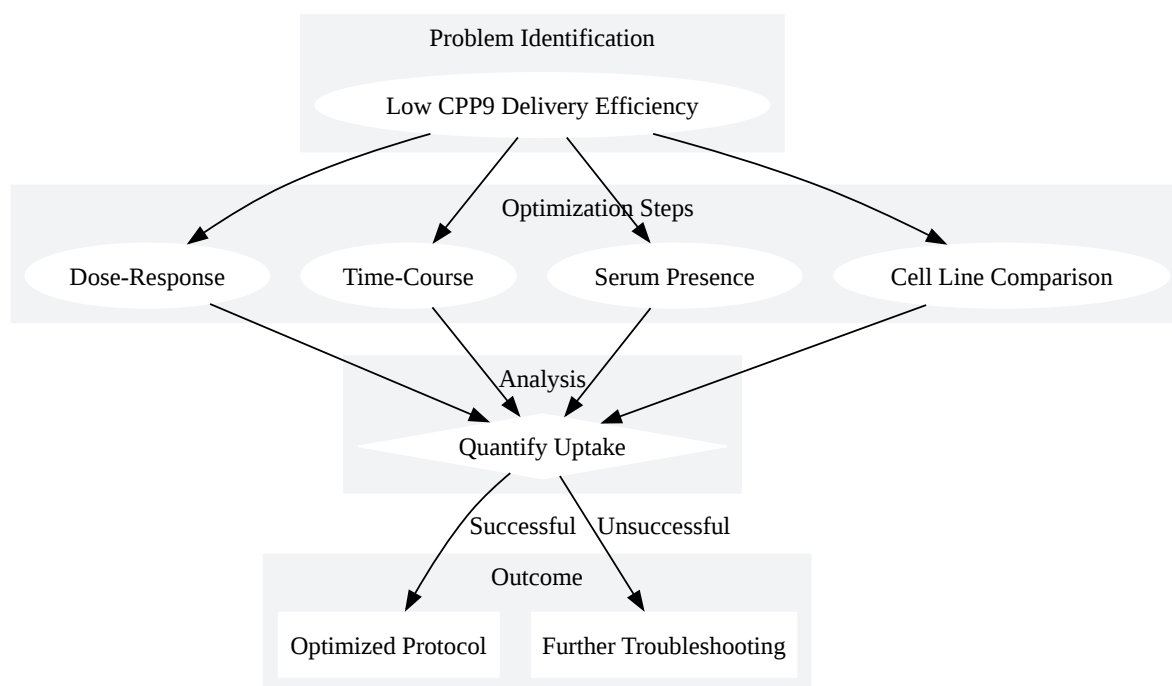 Problem Identification
Low CPP9 Delivery Efficiency
Optimization Steps
Dose-Response
Time-Course
Serum Presence
Cell Line Comparison
Analysis
Quantify Uptake
Successful
Unsuccessful
Outcome
Optimized Protocol
Further Troubleshooting